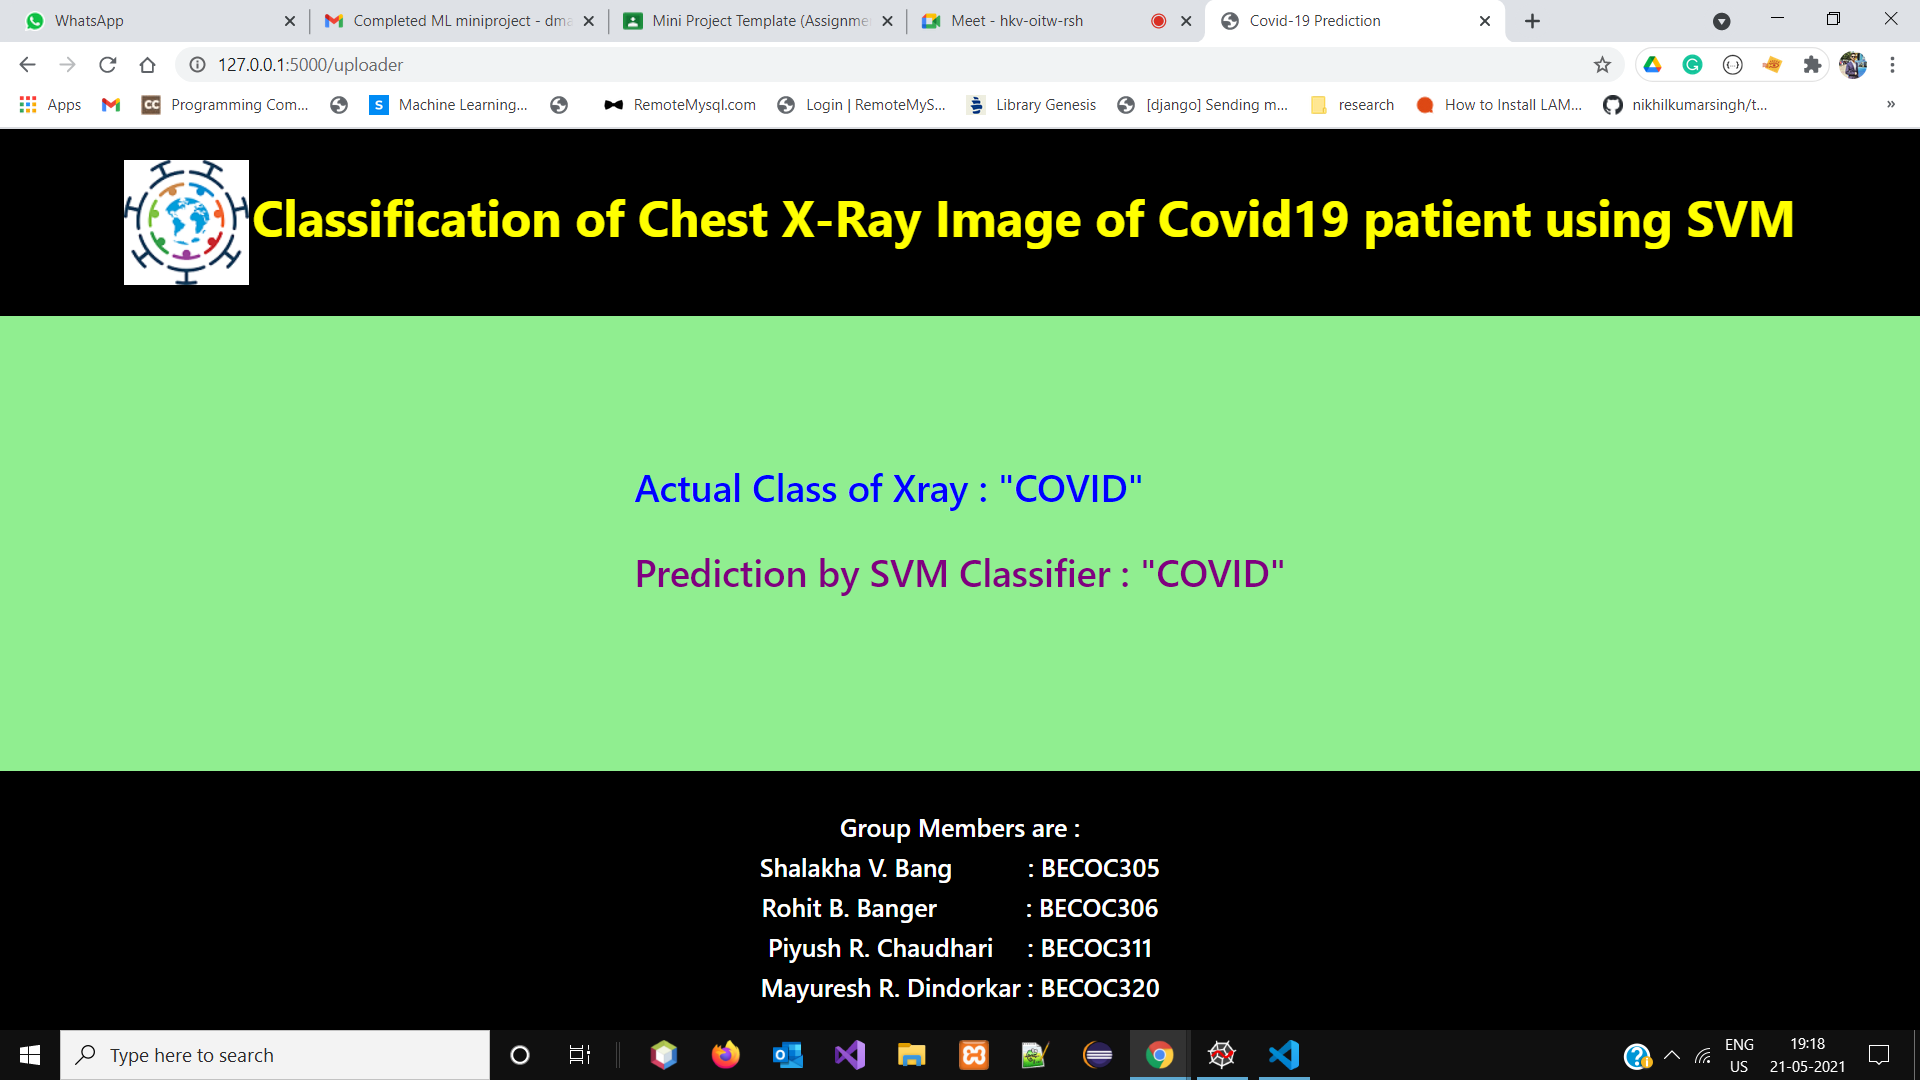 WhatsApp
Completed ML miniproject - dma
Mini Project Template (Assignme
Meet - hkv-oitw-rsh
Covid-19 Prediction
127.0.0.1:5000/uploader
Apps
CC
Programming Com...
S
Machine Learning...
RemoteMysql.com
Login | RemoteMyS...
Library Genesis
[django] Sending m...
research
How to Install LAM...
nikhilkumarsingh/t...
»
Classification of Chest X-Ray Image of Covid19 patient using SVM
Actual Class of Xray : "COVID"
Prediction by SVM Classifier : "COVID"
Group Members are :
Shalakha V. Bang : BECOC305
Rohit B. Banger : BECOC306
Piyush R. Chaudhari : BECOC311
Mayuresh R. Dindorkar : BECOC320
Type here to search
ENG
US
19:18
21-05-2021